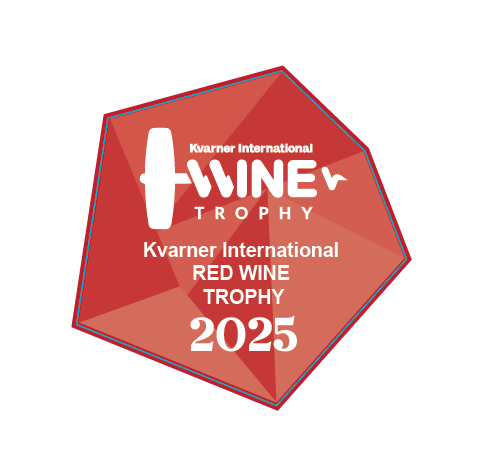 Kvarner International
WINE
TROPHY
Kvarner International
RED WINE
TROPHY
2025